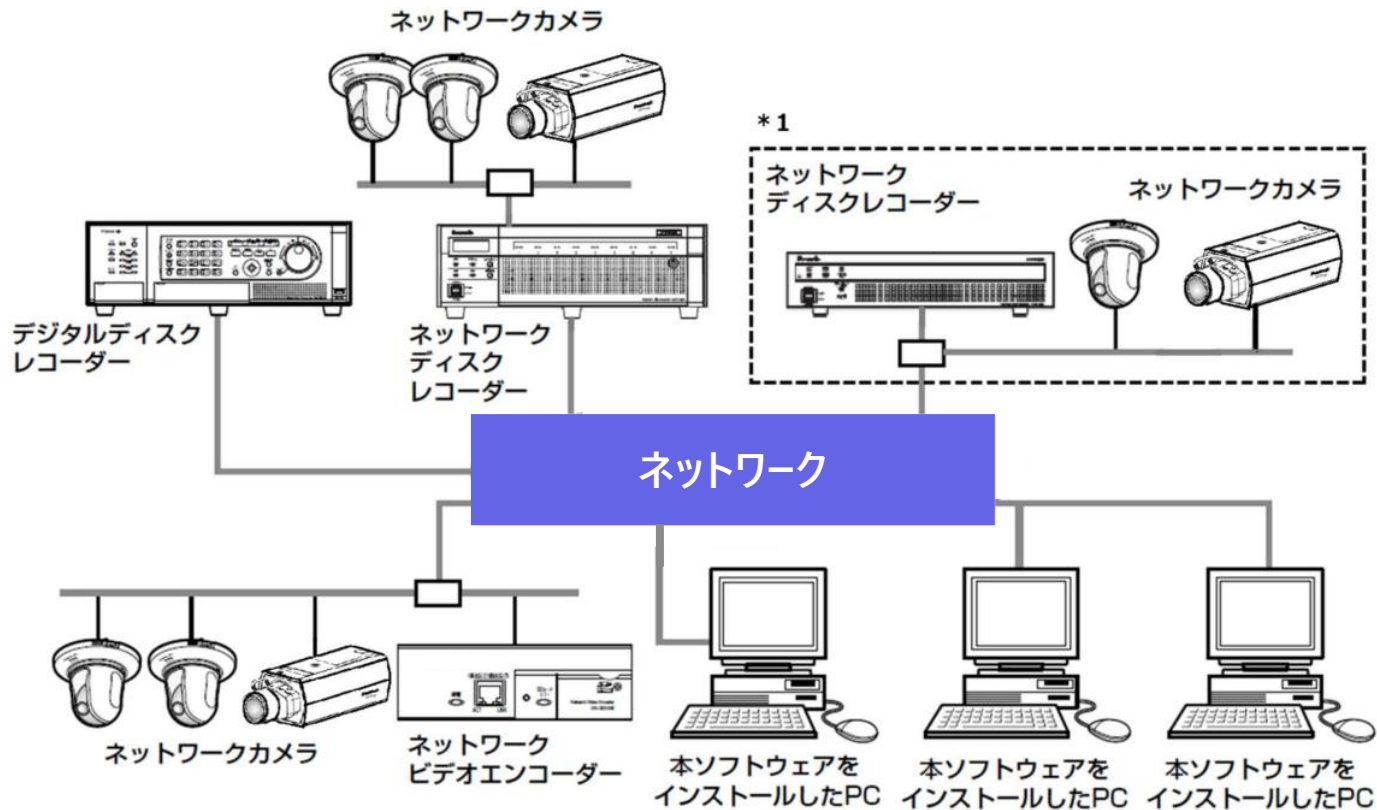 ネットワークカメラ
*1
ネットワーク
ディスクレコーダー
ネットワークカメラ
デジタルディスク
レコーダー
ネットワーク
ディスク
レコーダー
ネットワーク
ネットワークカメラ
ネットワーク
ビデオエンコーダー
本ソフトウェアを
インストールしたPC
本ソフトウェアを
インストールしたPC
本ソフトウェアを
インストールしたPC